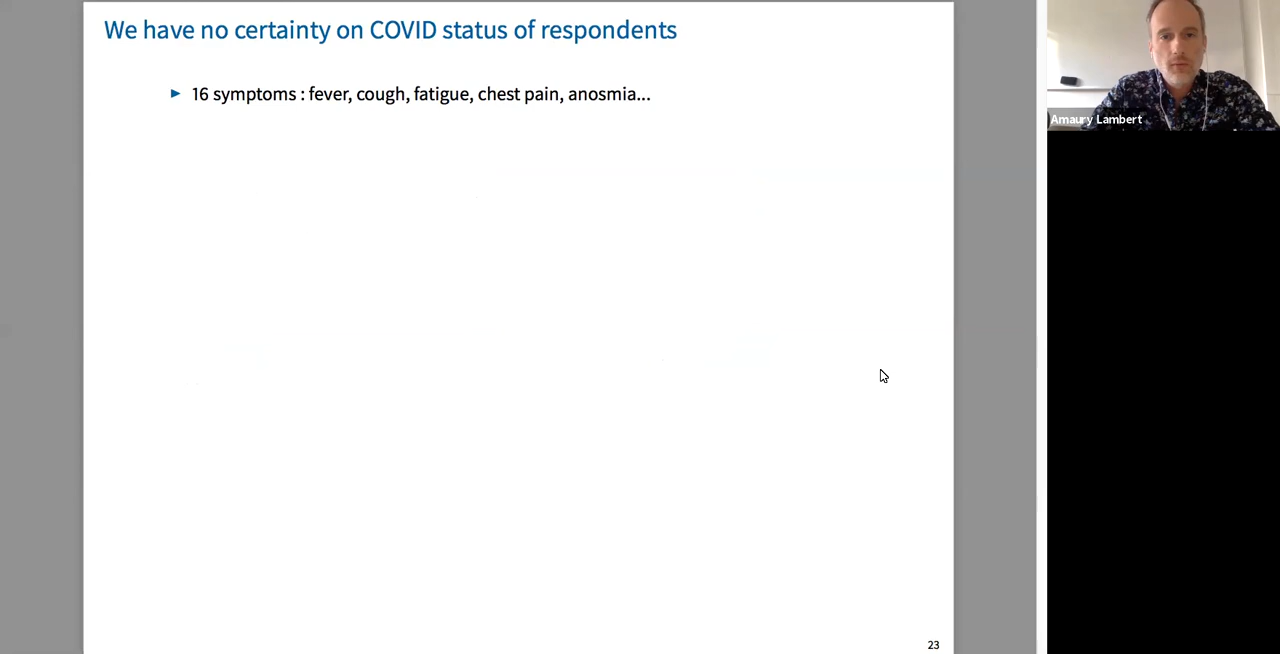 We have no certainty on COVID status of respondents
► 16 symptoms : fever, cough, fatigue, chest pain, anosmia...
Amaury Lambert
23